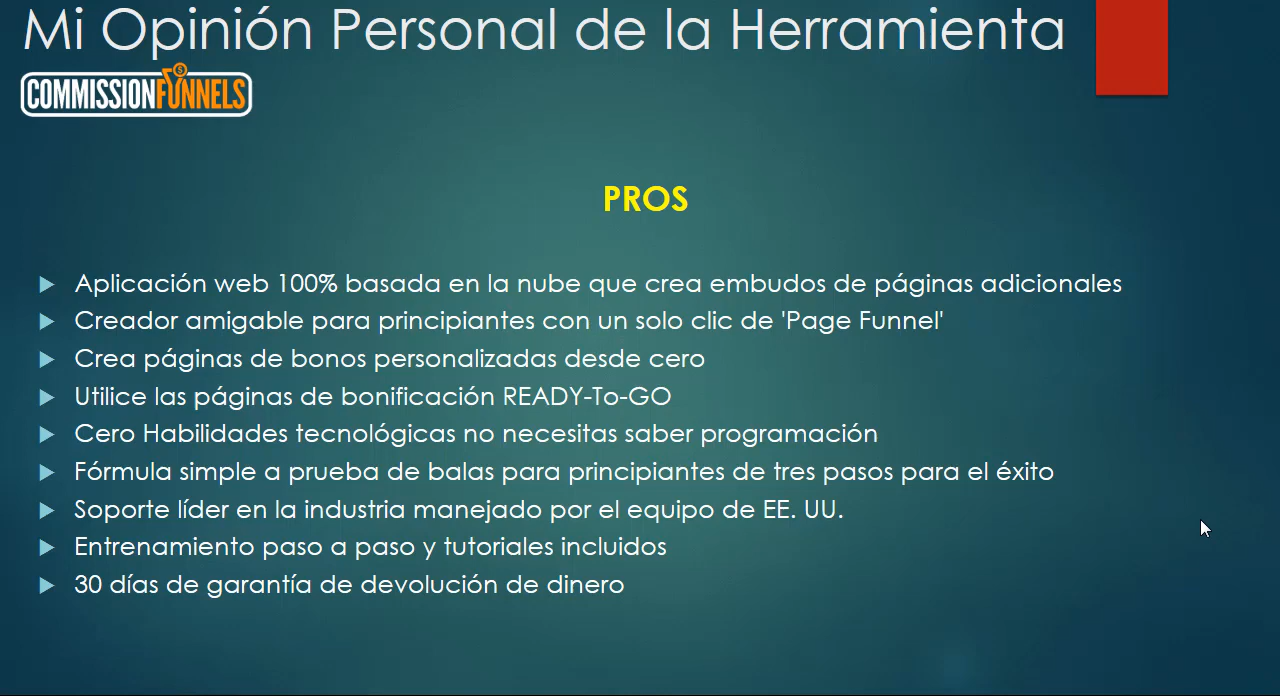 Mi Opinión Personal de la Herramienta
COMMISSIONFUNNELS
PROS
Aplicación web 100% basada en la nube que crea embudos de páginas adicionales
Creador amigable para principiantes con un solo clic de 'Page Funnel'
Crea páginas de bonos personalizadas desde cero
Utilice las páginas de bonificación READY-To-GO
Cero Habilidades tecnológicas no necesitas saber programación
Fórmula simple a prueba de balas para principiantes de tres pasos para el éxito
Soporte líder en la industria manejado por el equipo de EE. UU.
Entrenamiento paso a paso y tutoriales incluidos
30 días de garantía de devolución de dinero